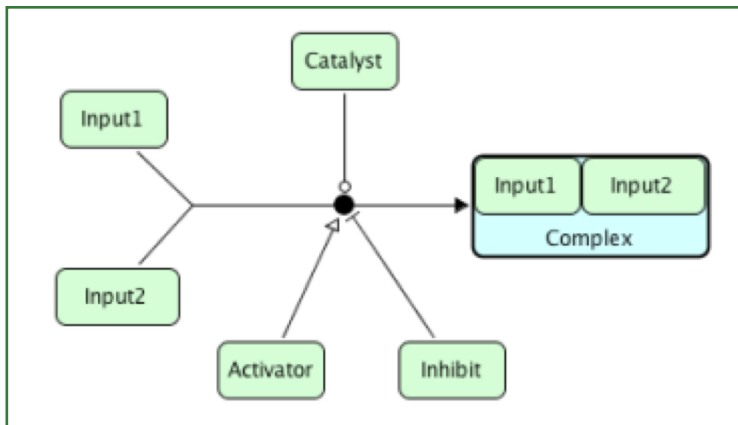 Catalyst
Input1
Input1 Input2
Complex
Input2
Activator Inhibit